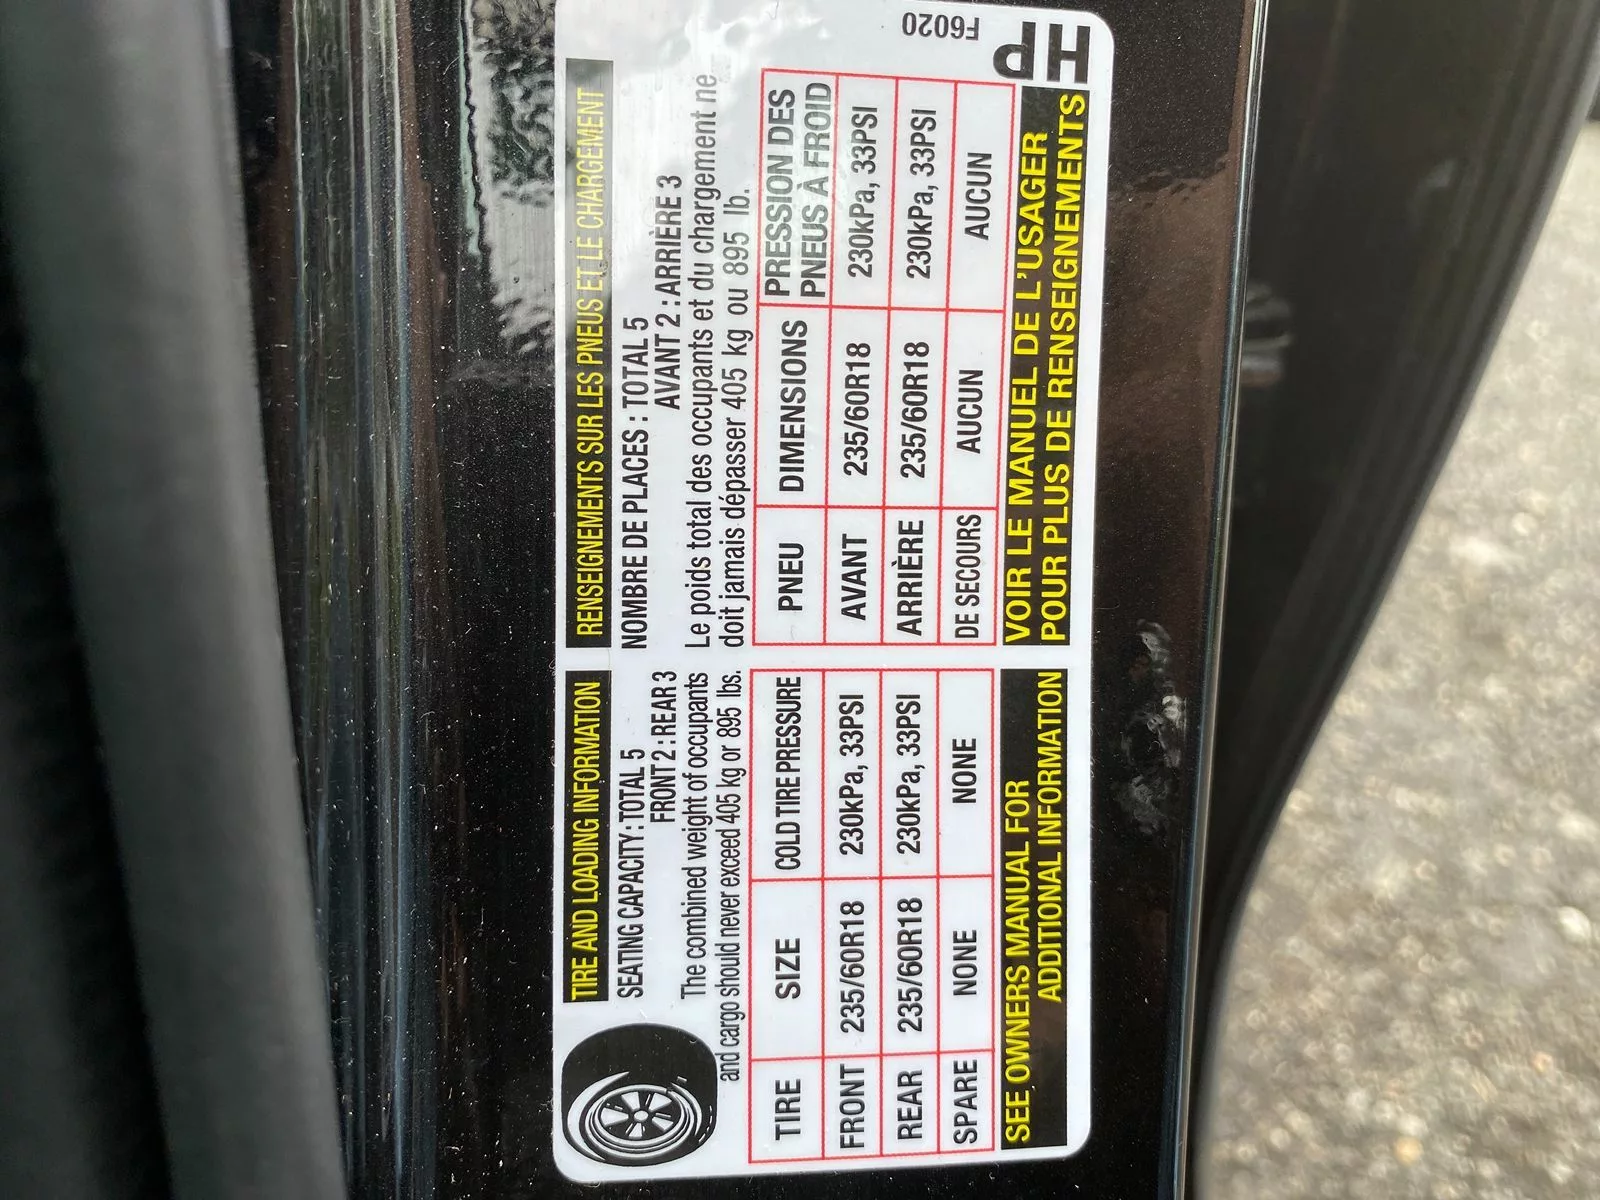 TIRE AND LOADING INFORMATION
SEATING CAPACITY : TOTAL 5
FRONT 2 : REAR 3
The combined weight of occupants
and cargo should never exceed 405 kg or 895 lbs.
TIRE SIZE COLD TIRE PRESSURE
FRONT 235/60R18 230kPa, 33PSI
REAR 235/60R18 230kPa, 33PSI
SPARE NONE NONE
SEE OWNERS MANUAL FOR
ADDITIONAL INFORMATION
RENSEIGNEMENTS SUR LES PNEUS ET LE CHARGEMENT
NOMBRE DE PLACES : TOTAL 5
AVANT 2 : ARRIÈRE 3
Le poids total des occupants et du chargement ne
doit jamais dépasser 405 kg ou 895 lb.
PNEU DIMENSIONS PRESSION DES
PNEUS À FROID
AVANT 235/60R18 230kPa, 33PSI
ARRIÈRE 235/60R18 230kPa, 33PSI
DE SECOURS AUCUN AUCUN
VOIR LE MANUEL DE L'USAGER
POUR PLUS DE RENSEIGNEMENTS
F6020
HP